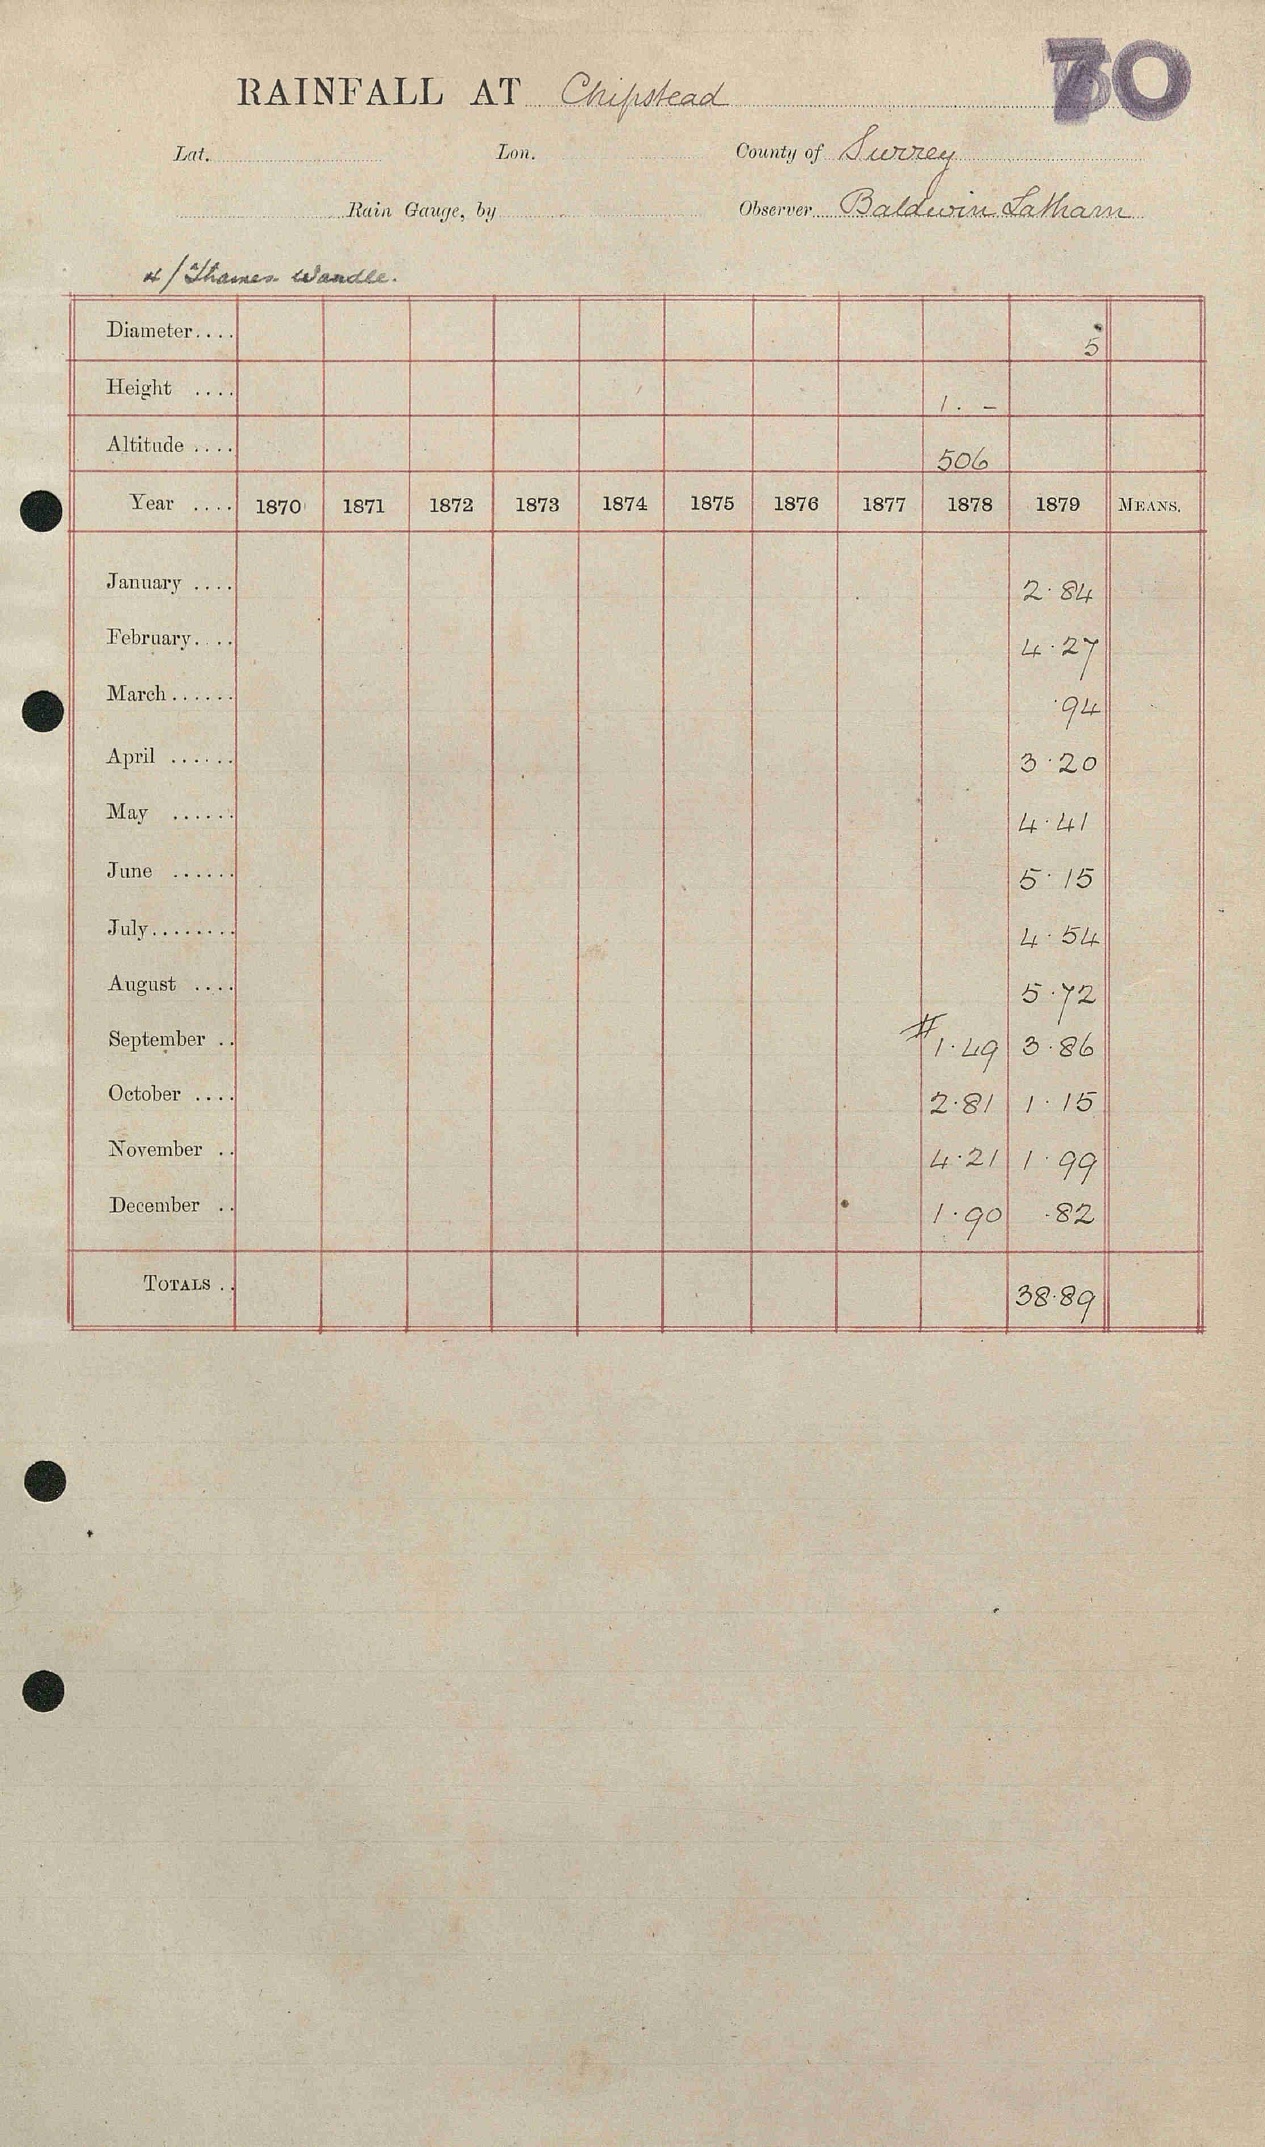 70
RAINFALL AT Chipstead
Lat. Lon. County of Surrey
Rain Gauge, by Observer Baldwin Latham
4/Thames Wandle.
Diameter.... 5
Height .... 1. –
Altitude .... 506
Year .... 1870 1871 1872 1873 1874 1875 1876 1877 1878 1879 MEANS.
January .... 2.84
February.... 4.27
March...... .94
April ...... 3.20
May ...... 4.41
June ...... 5.15
July........ 4.54
August .... 5.72
September .. # 1.49 3.86
October .... 2.81 1.15
November .. 4.21 1.99
December .. 1.90 .82
TOTALS .. 38.89